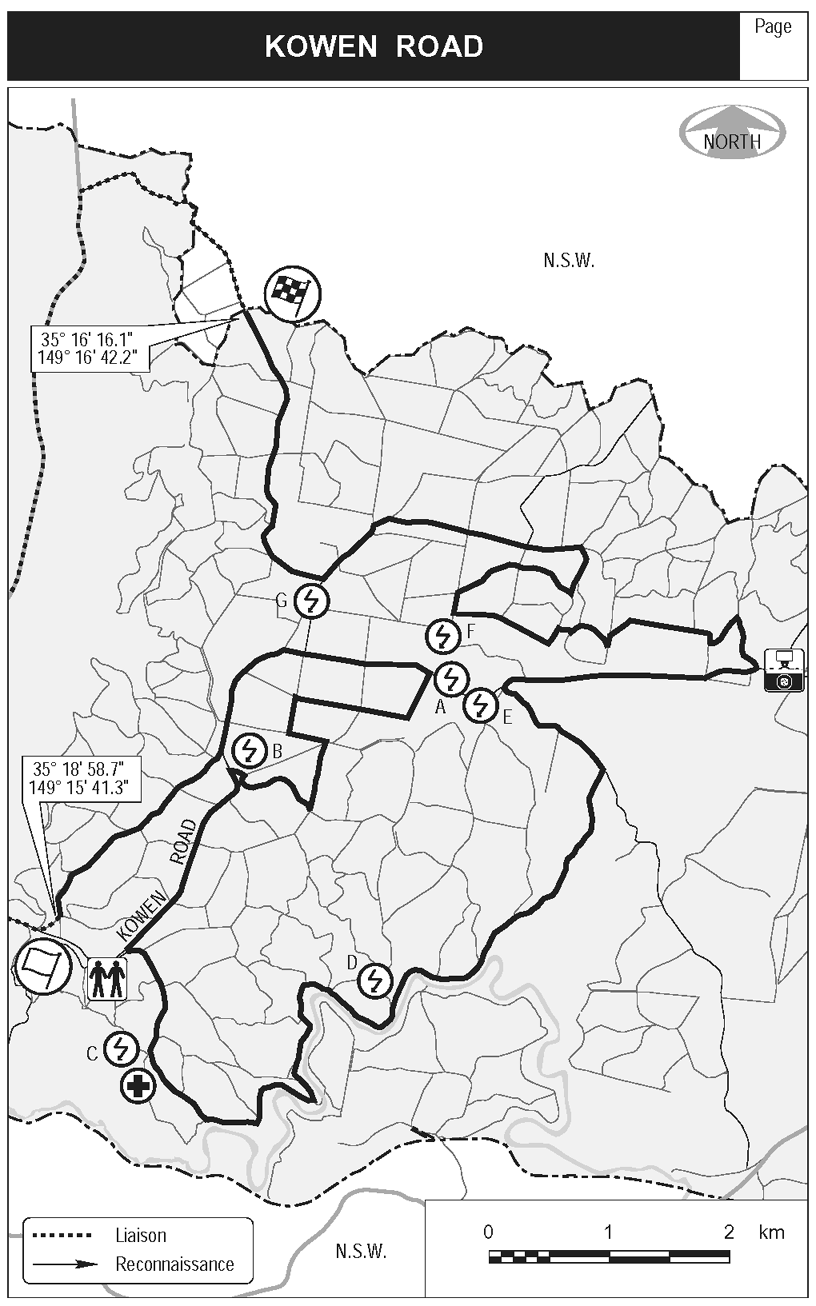 KOWEN ROAD
Page
NORTH
N.S.W.
35° 16' 16.1"
149° 16' 42.2"
G
F
A
E
B
35° 18' 58.7"
149° 15' 41.3"
KOWEN ROAD
D
C
Liaison
Reconnaissance
N.S.W.
0 1 2 km